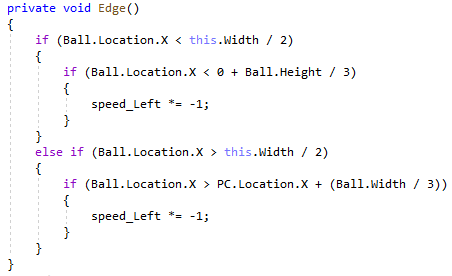 private void Edge()
{
if (Ball.Location.X < this.Width / 2)
{
if (Ball.Location.X < 0 + Ball.Height / 3)
{
speed_Left *= -1;
}
}
else if (Ball.Location.X > this.Width / 2)
{
if (Ball.Location.X > PC.Location.X + (Ball.Width / 3))
{
speed_Left *= -1;
}
}
}